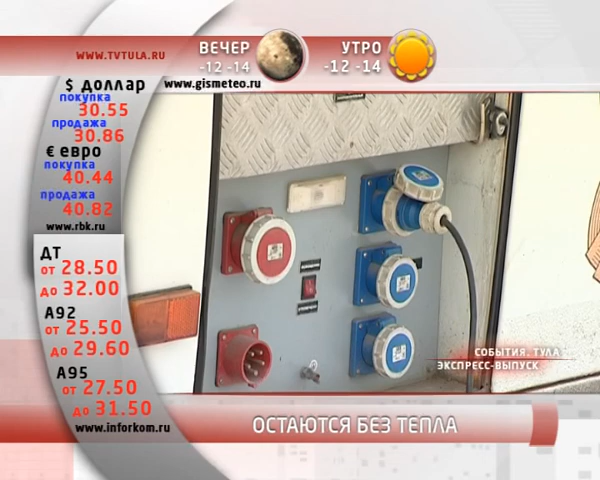 WWW.TVTULA.RU
ВЕЧЕР
-12 -14
УТРО
-12 -14
www.gismeteo.ru
$ доллар
покупка
30.55
продажа
30.86
€ евро
покупка
40.44
продажа
40.82
www.rbk.ru
ДТ
от 28.50
до 32.00
А92
от 25.50
до 29.60
А95
от 27.50
до 31.50
www.inforkom.ru
СОБЫТИЯ. ТУЛА
ЭКСПРЕСС-ВЫПУСК
ОСТАЮТСЯ БЕЗ ТЕПЛА